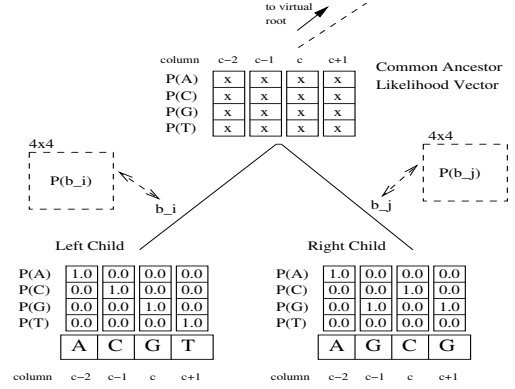 to virtual
root
column c−2 c−1 c c+1
Common Ancestor
Likelihood Vector
P(A) x x x x
P(C) x x x x
P(G) x x x x
P(T) x x x x
4x4
P(b_i)
b_i
4x4
P(b_j)
b_j
Left Child
P(A) 1.0 0.0 0.0 0.0
P(C) 0.0 1.0 0.0 0.0
P(G) 0.0 0.0 1.0 0.0
P(T) 0.0 0.0 0.0 1.0
A C G T
column c−2 c−1 c c+1
Right Child
P(A) 1.0 0.0 0.0 0.0
P(C) 0.0 0.0 1.0 0.0
P(G) 0.0 1.0 0.0 1.0
P(T) 0.0 0.0 0.0 0.0
A G C G
column c−2 c−1 c c+1